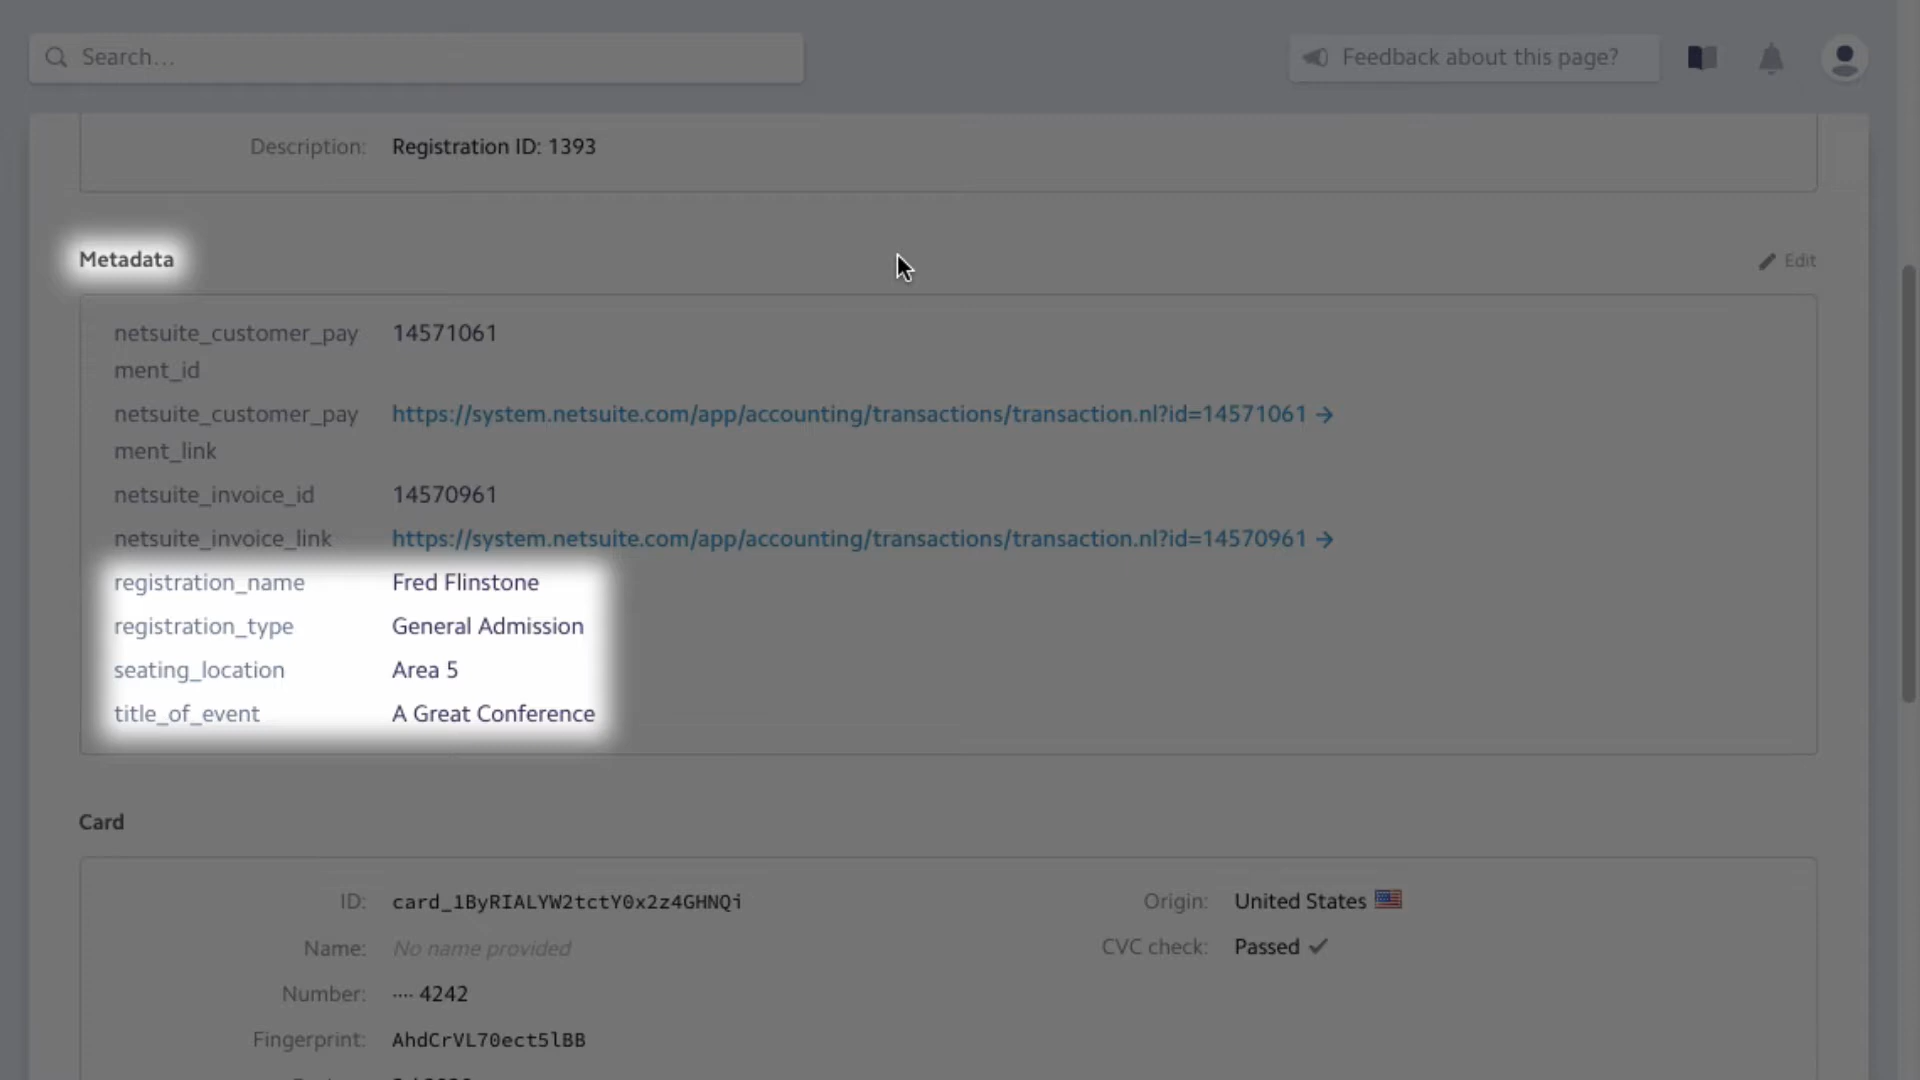 Search...
Feedback about this page?
Description: Registration ID: 1393
Metadata
Edit
netsuite_customer_pay 14571061
ment_id
netsuite_customer_pay https://system.netsuite.com/app/accounting/transactions/transaction.nl?id=14571061 →
ment_link
netsuite_invoice_id 14570961
netsuite_invoice_link https://system.netsuite.com/app/accounting/transactions/transaction.nl?id=14570961 →
registration_name Fred Flinstone
registration_type General Admission
seating_location Area 5
title_of_event A Great Conference
Card
ID: card_1ByRIALYW2tctY0x2z4GHNQi Origin: United States
Name: No name provided CVC check: Passed ✓
Number: ···· 4242
Fingerprint: AhdCrVL70ect5lBB